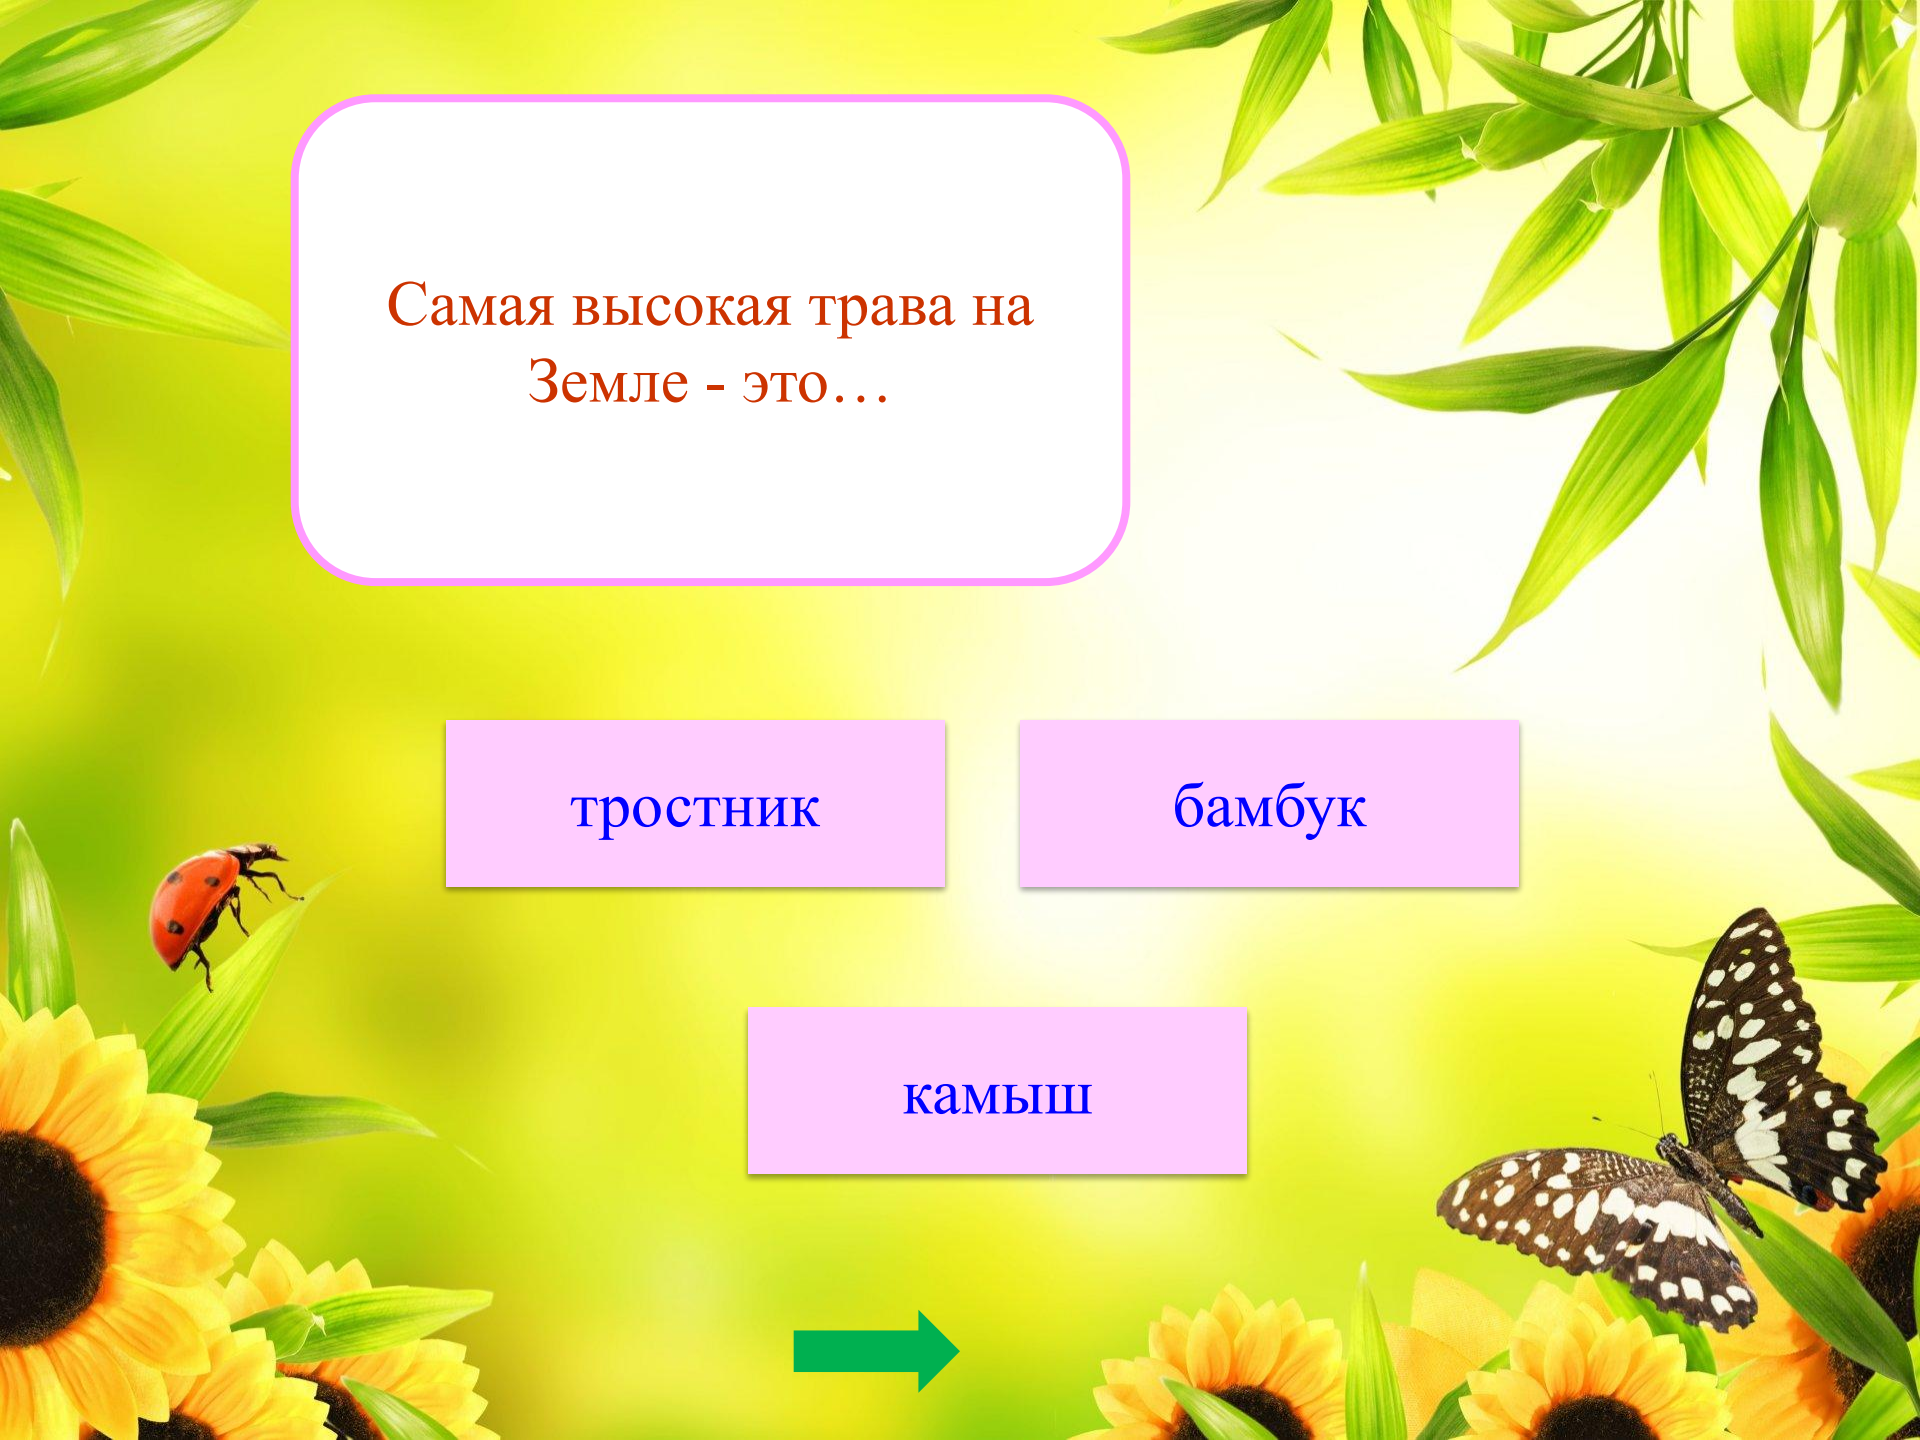 Самая высокая трава на
Земле - это…
тростник
бамбук
камыш